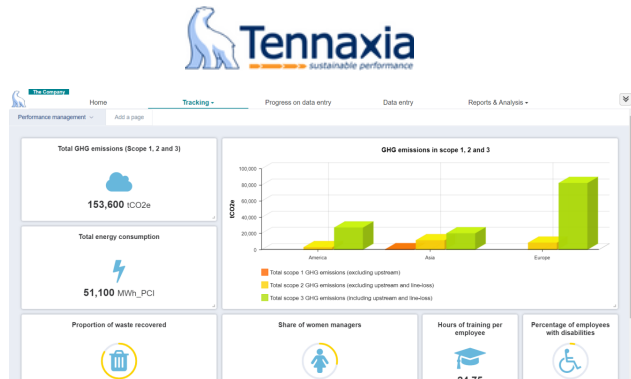 Tennaxia
sustainable performance
The Company
Home
Tracking
Progress on data entry
Data entry
Reports & Analysis
Performance management
Add a page
Total GHG emissions (Scope 1, 2 and 3)
153,600 tCO2e
GHG emissions in scope 1, 2 and 3
tCO2e
100,000
80,000
60,000
40,000
20,000
0
America
Asia
Europe
Total scope 1 GHG emissions (excluding upstream)
Total scope 2 GHG emissions (excluding upstream and line-loss)
Total scope 3 GHG emissions (including upstream and line-loss)
Total energy consumption
51,100 MWh_PCI
Proportion of waste recovered
Share of women managers
Hours of training per
employee
Percentage of employees
with disabilities